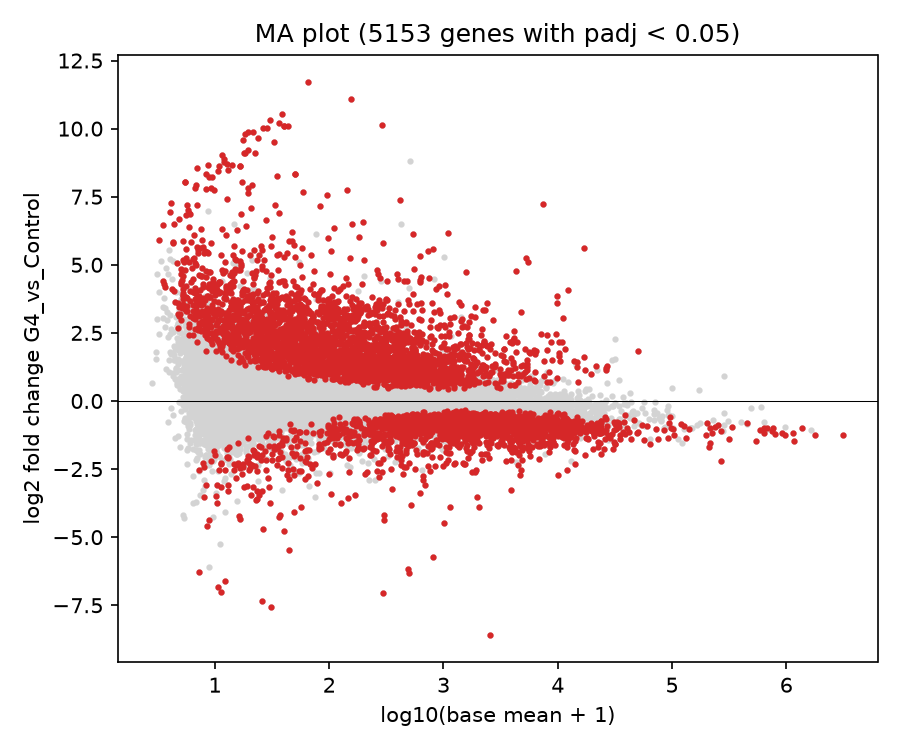 MA plot (5153 genes with padj < 0.05)
12.5
10.0
7.5
5.0
2.5
0.0
−2.5
−5.0
−7.5
log2 fold change G4_vs_Control
1 2 3 4 5 6
log10(base mean + 1)